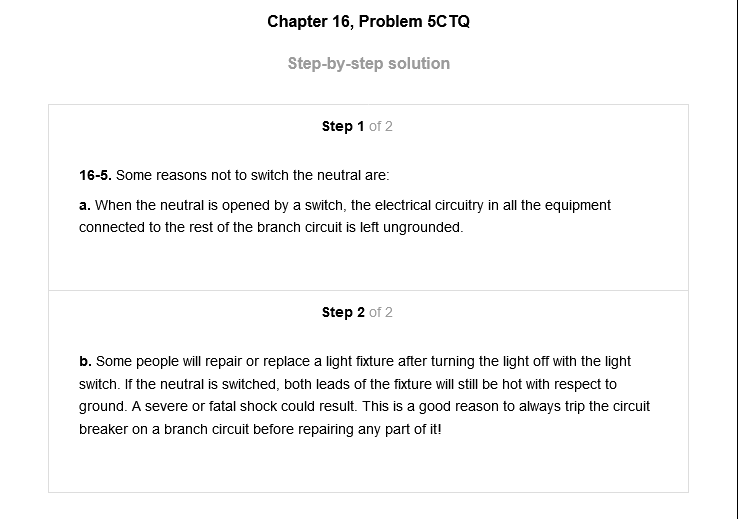 Chapter 16, Problem 5CTQ
Step-by-step solution
Step 1 of 2
16-5. Some reasons not to switch the neutral are:
a. When the neutral is opened by a switch, the electrical circuitry in all the equipment
connected to the rest of the branch circuit is left ungrounded.
Step 2 of 2
b. Some people will repair or replace a light fixture after turning the light off with the light
switch. If the neutral is switched, both leads of the fixture will still be hot with respect to
ground. A severe or fatal shock could result. This is a good reason to always trip the circuit
breaker on a branch circuit before repairing any part of it!